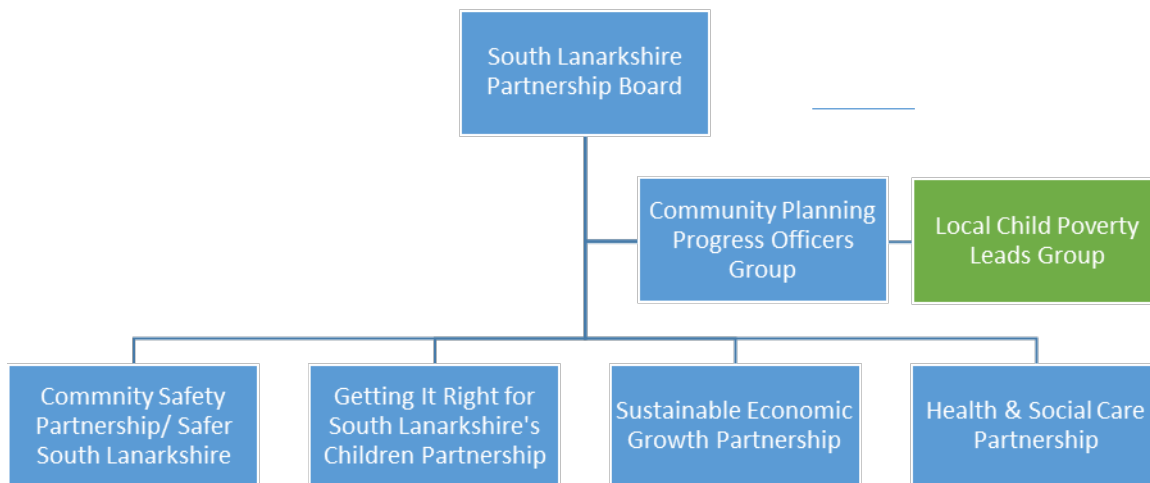 South Lanarkshire
Partnership Board
Community Planning
Progress Officers
Group
Local Child Poverty
Leads Group
Commnity Safety
Partnership/ Safer
South Lanarkshire
Getting It Right for
South Lanarkshire's
Children Partnership
Sustainable Economic
Growth Partnership
Health & Social Care
Partnership